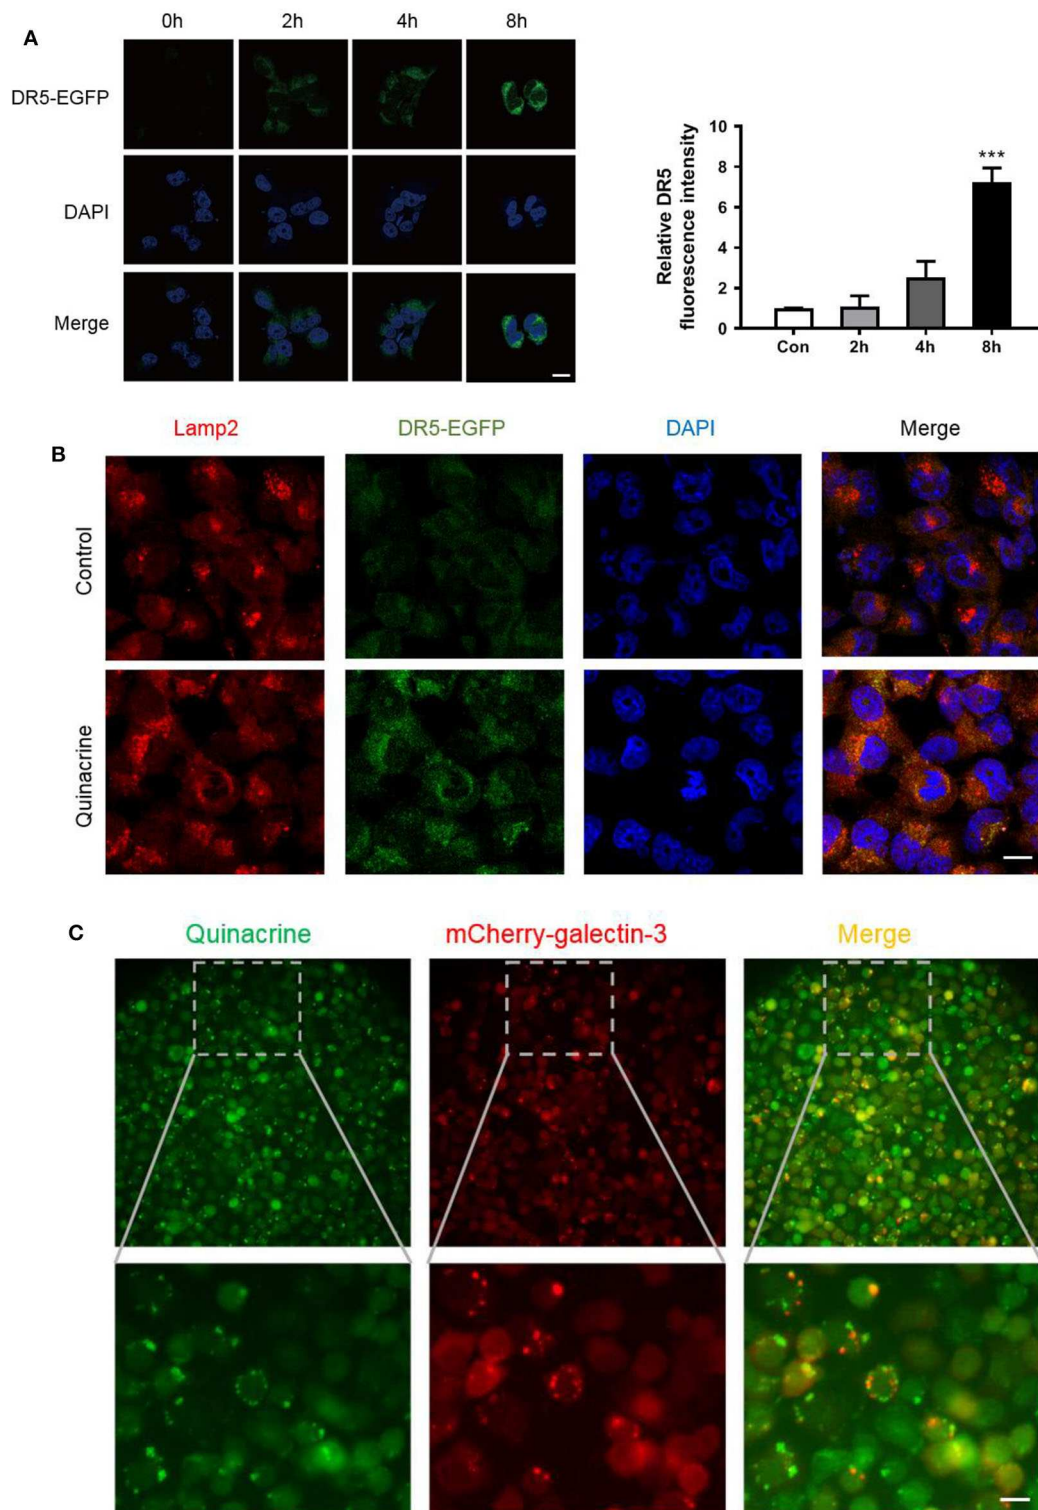 A
0h 2h 4h 8h
DR5-EGFP
DAPI
Merge
Relative DR5
fluorescence intensity
10
8
6
4
2
0
***
Con 2h 4h 8h
B
Lamp2 DR5-EGFP DAPI Merge
Control
Quinacrine
C
Quinacrine mCherry-galectin-3 Merge